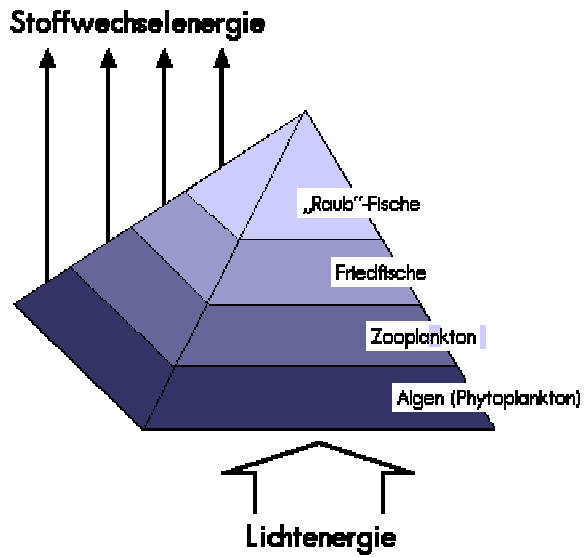 Stoffwechselenergie
„Raub“-Fische
Friedfische
Zooplankton
Algen (Phytoplankton)
Lichtenergie